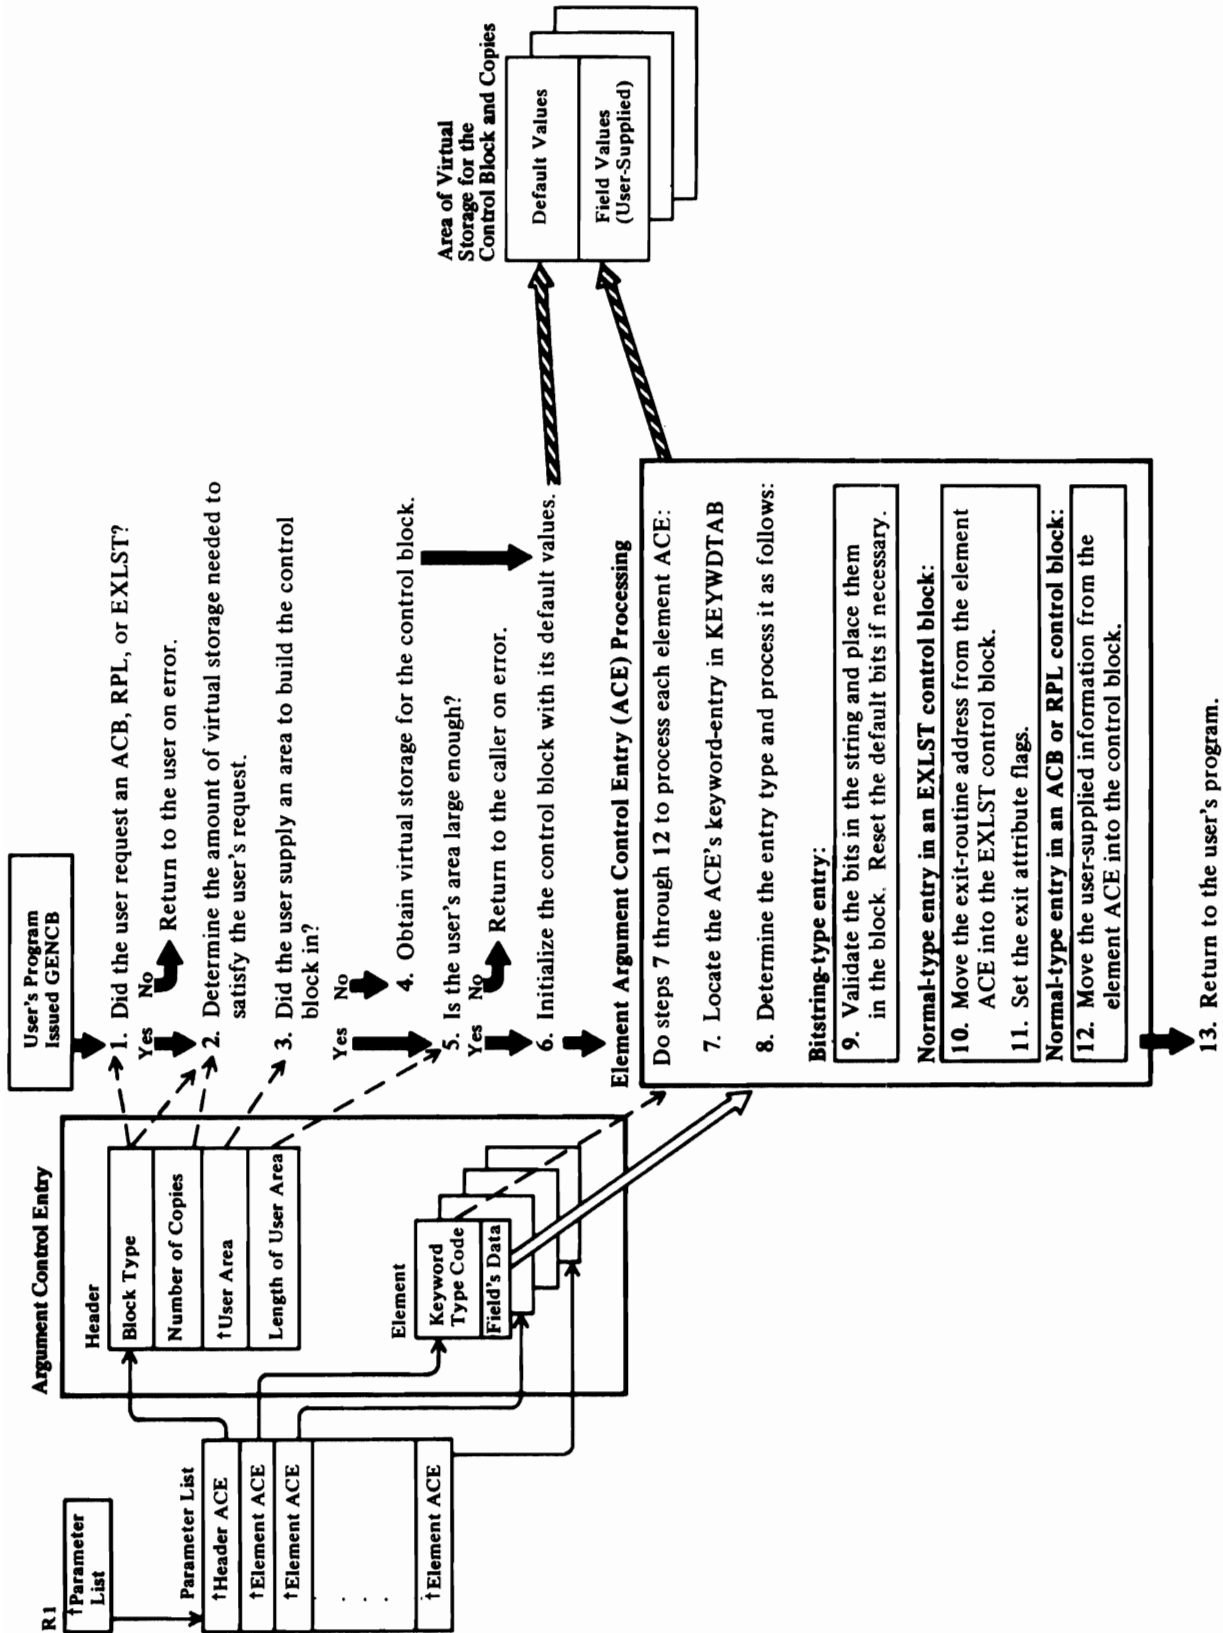 R1
↑Parameter
List
Parameter List
↑Header ACE
↑Element ACE
↑Element ACE
. . .
↑Element ACE
Argument Control Entry
Header
Block Type
Number of Copies
↑User Area
Length of User Area
Element
Keyword
Type Code
Field's Data
User's Program
Issued GENCB
1. Did the user request an ACB, RPL, or EXLST?
Yes No
Return to the user on error.
2. Determine the amount of virtual storage needed to
satisfy the user's request.
3. Did the user supply an area to build the control
block in?
Yes No
4. Obtain virtual storage for the control block.
5. Is the user's area large enough?
Yes No
Return to the caller on error.
6. Initialize the control block with its default values.
Element Argument Control Entry (ACE) Processing
Do steps 7 through 12 to process each element ACE:
7. Locate the ACE's keyword-entry in KEYWDTAB
8. Determine the entry type and process it as follows:
Bitstring-type entry:
9. Validate the bits in the string and place them
in the block. Reset the default bits if necessary.
Normal-type entry in an EXLST control block:
10. Move the exit-routine address from the element
ACE into the EXLST control block.
11. Set the exit attribute flags.
Normal-type entry in an ACB or RPL control block:
12. Move the user-supplied information from the
element ACE into the control block.
13. Return to the user's program.
Area of Virtual
Storage for the
Control Block and Copies
Default Values
Field Values
(User-Supplied)